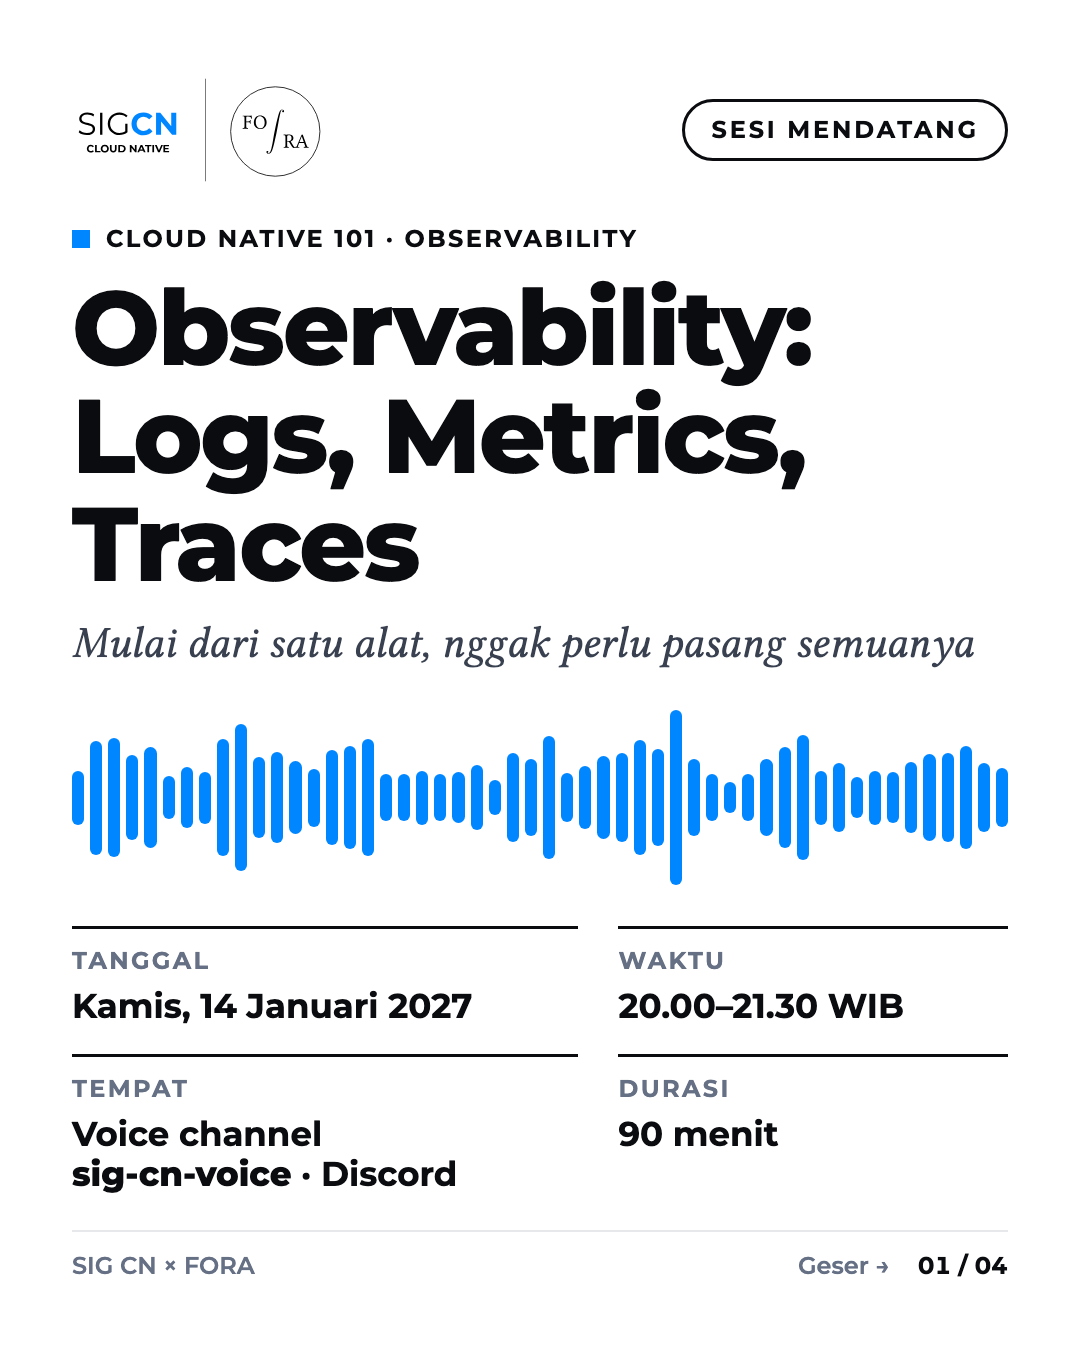 SIGCN
CLOUD NATIVE
FO
RA
SESI MENDATANG
CLOUD NATIVE 101 · OBSERVABILITY
Observability:
Logs, Metrics,
Traces
Mulai dari satu alat, nggak perlu pasang semuanya
TANGGAL
Kamis, 14 Januari 2027
WAKTU
20.00–21.30 WIB
TEMPAT
Voice channel
sig-cn-voice · Discord
DURASI
90 menit
SIG CN × FORA
Geser → 01 / 04